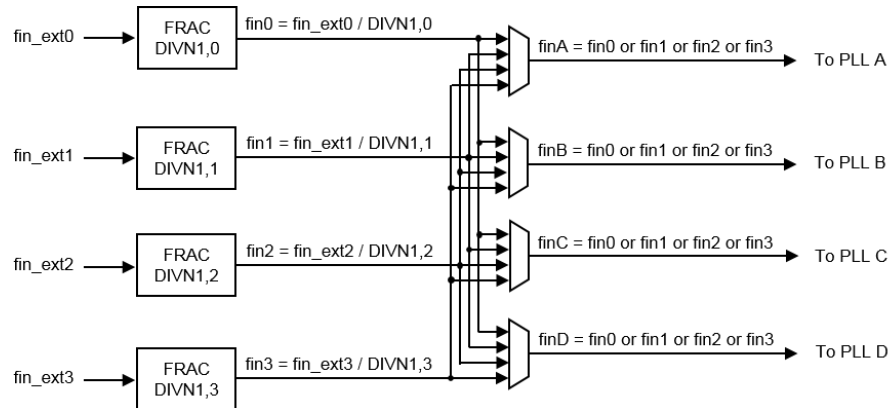 fin_ext0
FRAC
DIVN1,0
fin0 = fin_ext0 / DIVN1,0
finA = fin0 or fin1 or fin2 or fin3
To PLL A
fin_ext1
FRAC
DIVN1,1
fin1 = fin_ext1 / DIVN1,1
finB = fin0 or fin1 or fin2 or fin3
To PLL B
fin_ext2
FRAC
DIVN1,2
fin2 = fin_ext2 / DIVN1,2
finC = fin0 or fin1 or fin2 or fin3
To PLL C
fin_ext3
FRAC
DIVN1,3
fin3 = fin_ext3 / DIVN1,3
finD = fin0 or fin1 or fin2 or fin3
To PLL D